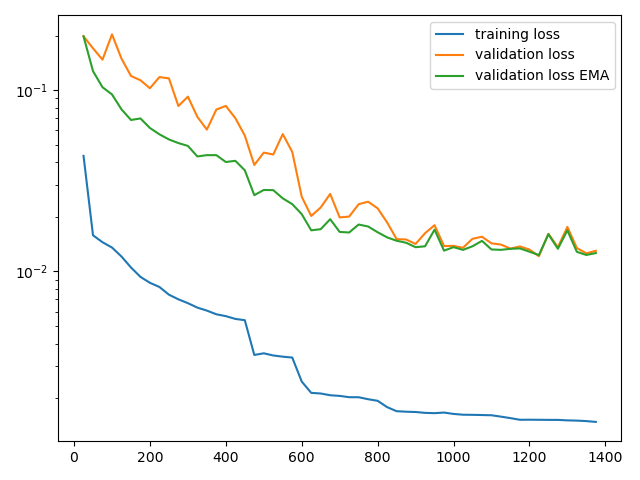 training loss
validation loss
validation loss EMA
10⁻¹
10⁻²
0 200 400 600 800 1000 1200 1400